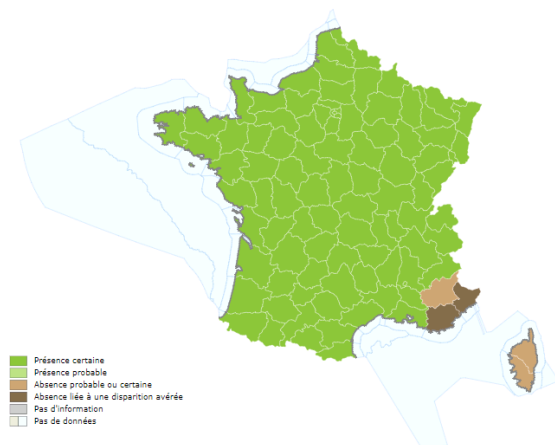 Présence certaine
Présence probable
Absence probable ou certaine
Absence liée à une disparition avérée
Pas d'information
Pas de données